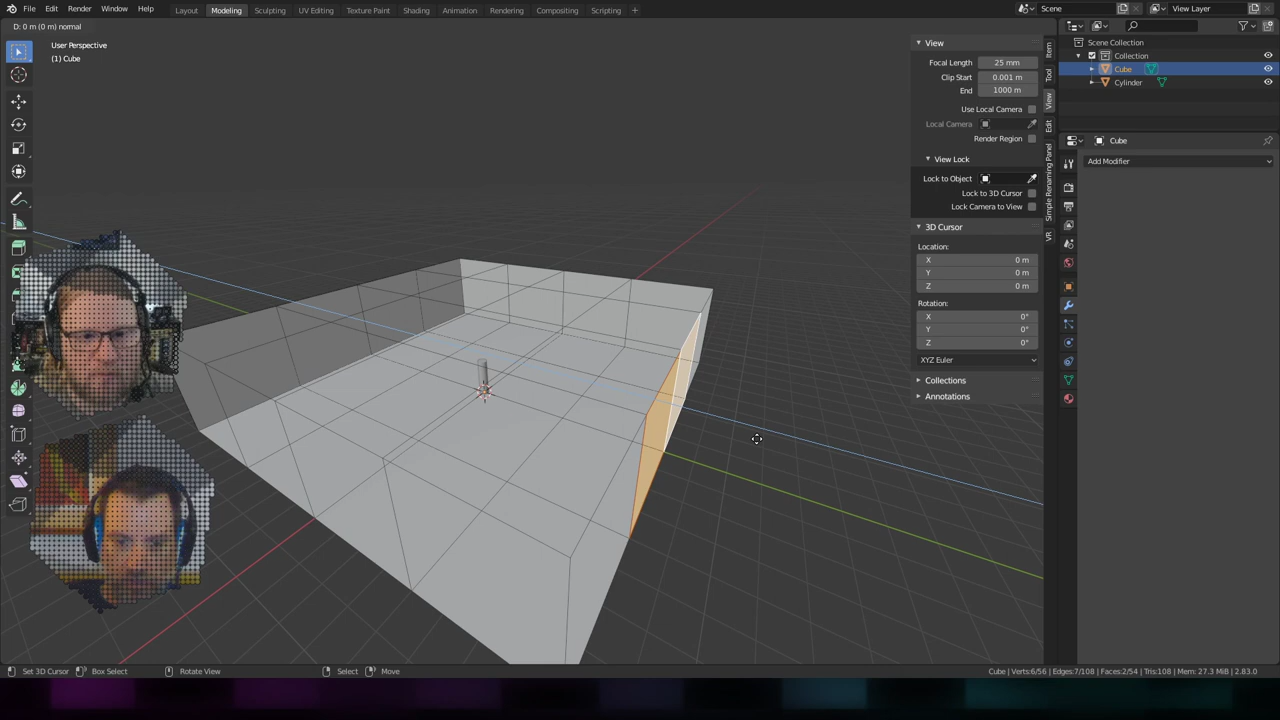 File Edit Render Window Help
Layout Modeling Sculpting UV Editing Texture Paint Shading Animation Rendering Compositing Scripting +
Scene
View Layer
D: 0 m (0 m) normal
User Perspective
(1) Cube
View
Focal Length 25 mm
Clip Start 0.001 m
End 1000 m
Use Local Camera
Local Camera
Render Region
View Lock
Lock to Object
Lock to 3D Cursor
Lock Camera to View
3D Cursor
Location:
X 0 m
Y 0 m
Z 0 m
Rotation:
X 0°
Y 0°
Z 0°
XYZ Euler
Collections
Annotations
Item
Tool
View
Edit
Simple Renaming Panel
VR
Scene Collection
Collection
Cube
Cylinder
Cube
Add Modifier
Set 3D Cursor Box Select Rotate View Select Move
Cube | Verts:6/56 | Edges:7/108 | Faces:2/54 | Tris:108 | Mem: 27.3 MiB | 2.83.0